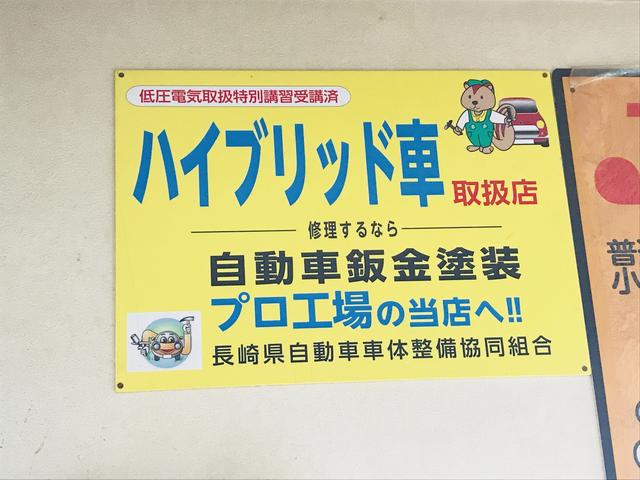 低圧電気取扱特別講習受講済
ハイブリッド車取扱店
修理するなら
自動車鈑金塗装
プロ工場の当店へ!!
長崎県自動車車体整備協同組合
普
小